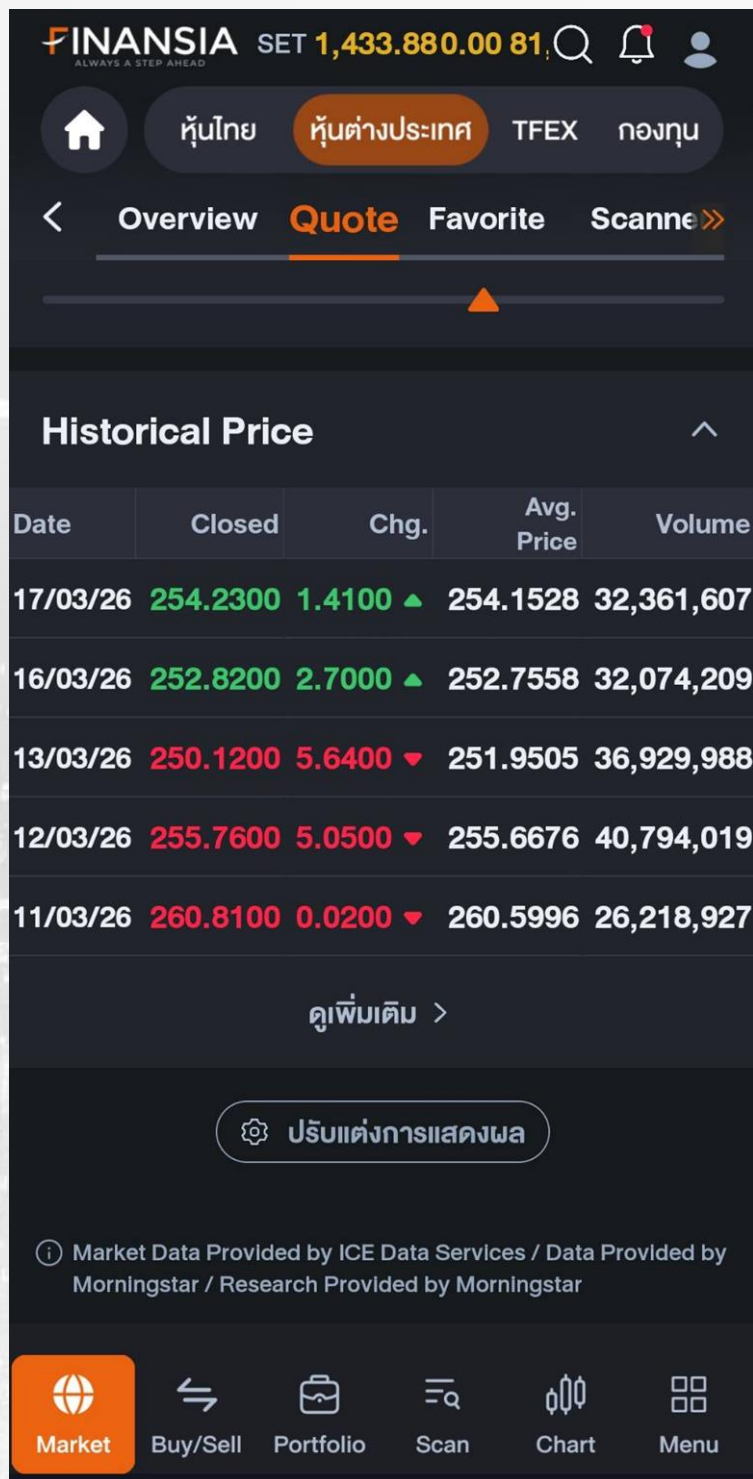 FINANSIA SET 1,433.88 0.00 81,
ALWAYS A STEP AHEAD
หุ้นไทย หุ้นต่างประเทศ TFEX กองทุน
Overview Quote Favorite Scanne
Historical Price
Date Closed Chg. Avg. Price Volume
17/03/26 254.2300 1.4100 ▲ 254.1528 32,361,607
16/03/26 252.8200 2.7000 ▲ 252.7558 32,074,209
13/03/26 250.1200 5.6400 ▼ 251.9505 36,929,988
12/03/26 255.7600 5.0500 ▼ 255.6676 40,794,019
11/03/26 260.8100 0.0200 ▼ 260.5996 26,218,927
ดูเพิ่มเติม >
ปรับแต่งการแสดงผล
Market Data Provided by ICE Data Services / Data Provided by
Morningstar / Research Provided by Morningstar
Market Buy/Sell Portfolio Scan Chart Menu